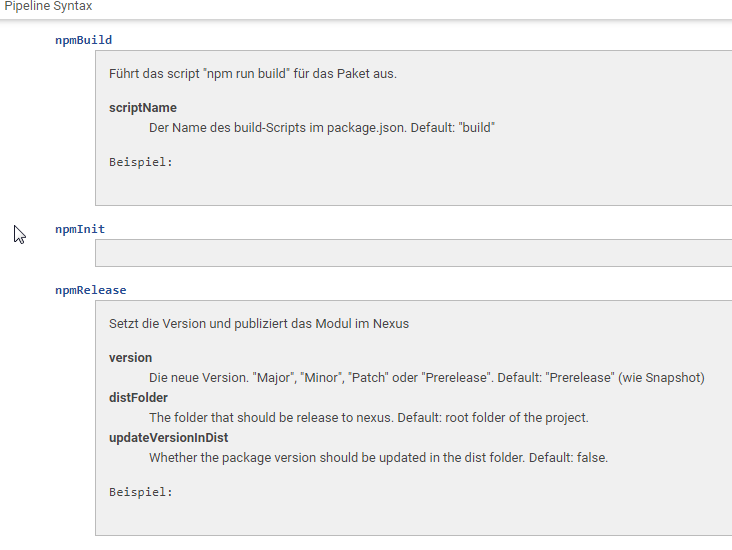 Pipeline Syntax
npmBuild
Führt das script "npm run build" für das Paket aus.
scriptName
Der Name des build-Scripts im package.json. Default: "build"
Beispiel:
npmInit
npmRelease
Setzt die Version und publiziert das Modul im Nexus
version
Die neue Version. "Major", "Minor", "Patch" oder "Prerelease". Default: "Prerelease" (wie Snapshot)
distFolder
The folder that should be release to nexus. Default: root folder of the project.
updateVersionInDist
Whether the package version should be updated in the dist folder. Default: false.
Beispiel: